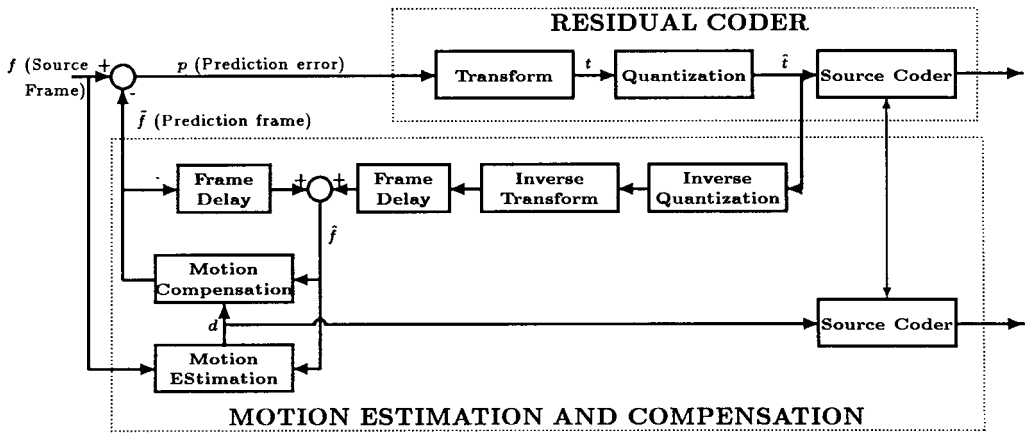 RESIDUAL CODER
f (Source
Frame)
+
-
p (Prediction error)
Transform
t
Quantization
t̂
Source Coder
f̄ (Prediction frame)
-
Frame
Delay
+
+
Frame
Delay
Inverse
Transform
Inverse
Quantization
f̂
Motion
Compensation
d
Source Coder
Motion
EStimation
MOTION ESTIMATION AND COMPENSATION